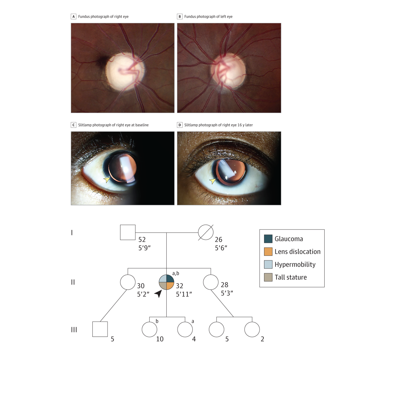 A Fundus photograph of right eye
B Fundus photograph of left eye
C Slitlamp photograph of right eye at baseline
D Slitlamp photograph of right eye 16 y later
I
52
5'9"
26
5'6"
Glaucoma
Lens dislocation
Hypermobility
Tall stature
II
30
5'2"
a,b
32
5'11"
28
5'3"
III
5
b
10
a
4
5
2